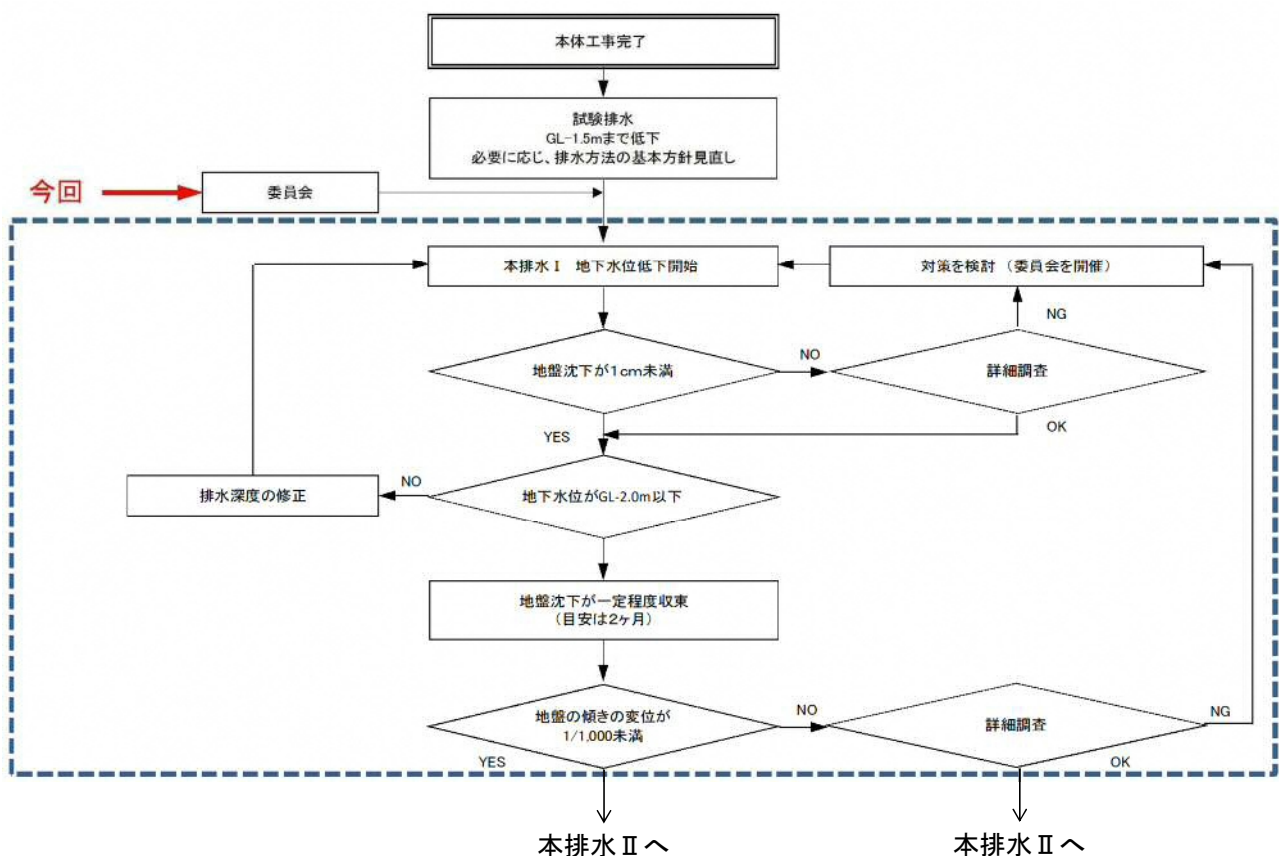 本体工事完了
試験排水
GL-1.5mまで低下
必要に応じ、排水方法の基本方針見直し
今回
委員会
本排水Ⅰ 地下水位低下開始
対策を検討 (委員会を開催)
NG
地盤沈下が1cm未満
NO
詳細調査
YES
OK
排水深度の修正
NO
地下水位がGL-2.0m以下
地盤沈下が一定程度収束
(目安は2ヶ月)
地盤の傾きの変位が
1/1,000未満
NO
詳細調査
NG
YES
OK
本排水Ⅱへ
本排水Ⅱへ